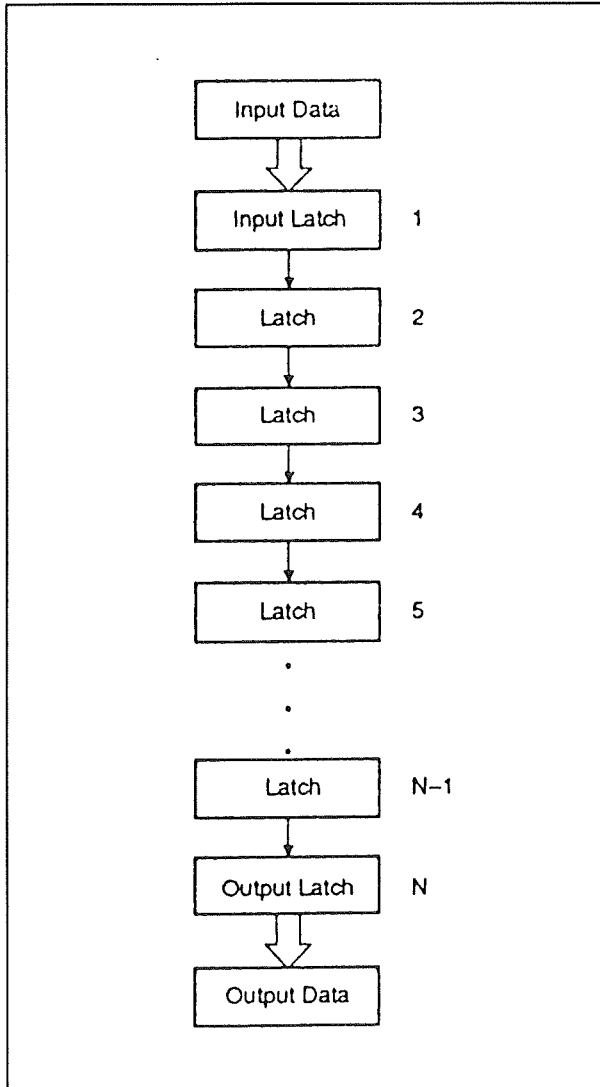 Input Data
Input Latch 1
Latch 2
Latch 3
Latch 4
Latch 5
Latch N–1
Output Latch N
Output Data